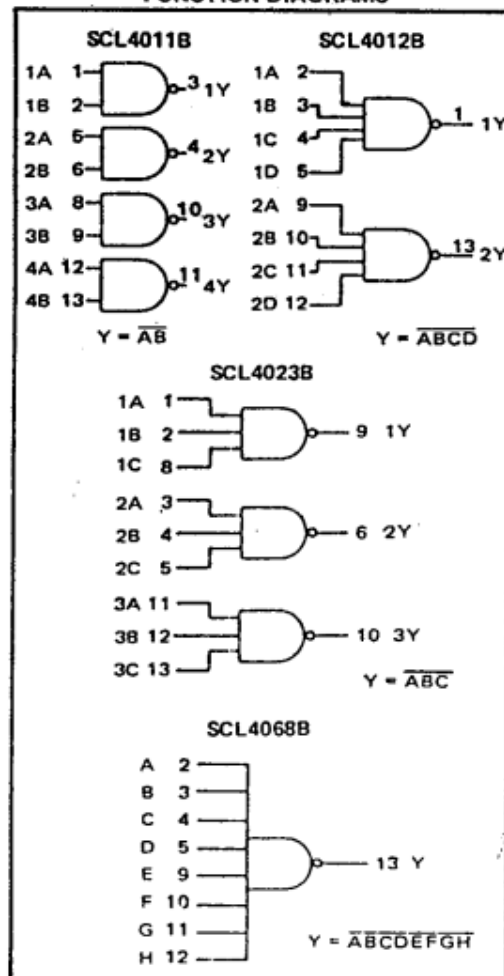 FUNCTION DIAGRAMS
SCL4011B
1A 1
1B 2
3 1Y
2A 5
2B 6
4 2Y
3A 8
3B 9
10 3Y
4A 12
4B 13
11 4Y
Y = A̅B̅
SCL4012B
1A 2
1B 3
1C 4
1D 5
1 1Y
2A 9
2B 10
2C 11
2D 12
13 2Y
Y = A̅B̅C̅D̅
SCL4023B
1A 1
1B 2
1C 8
9 1Y
2A 3
2B 4
2C 5
6 2Y
3A 11
3B 12
3C 13
10 3Y
Y = A̅B̅C̅
SCL4068B
A 2
B 3
C 4
D 5
E 9
F 10
G 11
H 12
13 Y
Y = A̅B̅C̅D̅E̅F̅G̅H̅